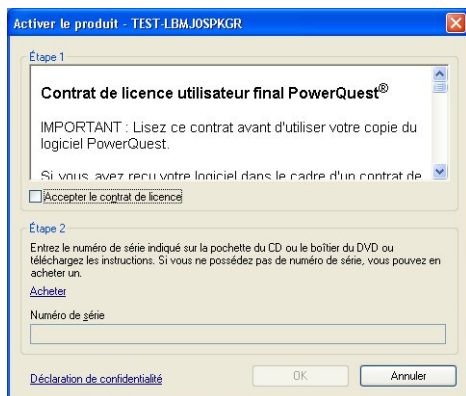 Activer le produit - TEST-LBMJ0SPKGR
Étape 1
Contrat de licence utilisateur final PowerQuest®
IMPORTANT : Lisez ce contrat avant d'utiliser votre copie du
logiciel PowerQuest.
Si vous avez reçu votre logiciel dans le cadre d'un contrat de
Accepter le contrat de licence
Étape 2
Entrez le numéro de série indiqué sur la pochette du CD ou le boîtier du DVD ou
téléchargez les instructions. Si vous ne possédez pas de numéro de série, vous pouvez en
acheter un.
Acheter
Numéro de série
Déclaration de confidentialité
OK
Annuler